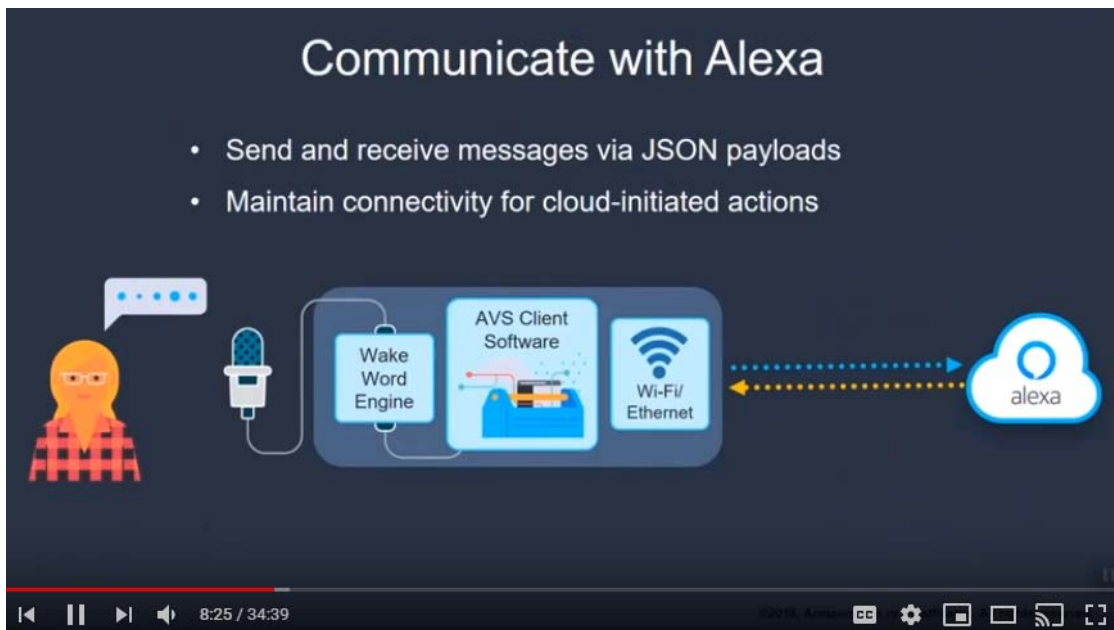 Communicate with Alexa
• Send and receive messages via JSON payloads
• Maintain connectivity for cloud-initiated actions
Wake
Word
Engine
AVS Client
Software
Wi-Fi/
Ethernet
alexa
8:25 / 34:39
CC